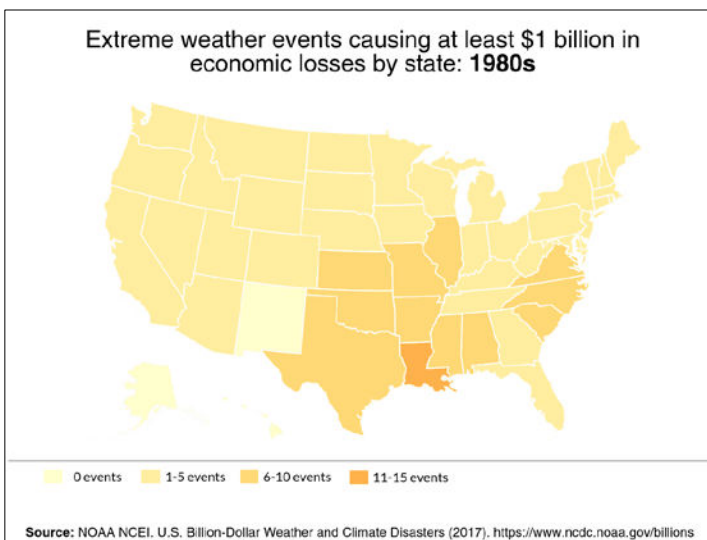 Extreme weather events causing at least $1 billion in
economic losses by state: 1980s
0 events
1-5 events
6-10 events
11-15 events
Source: NOAA NCEI. U.S. Billion-Dollar Weather and Climate Disasters (2017). https://www.ncdc.noaa.gov/billions